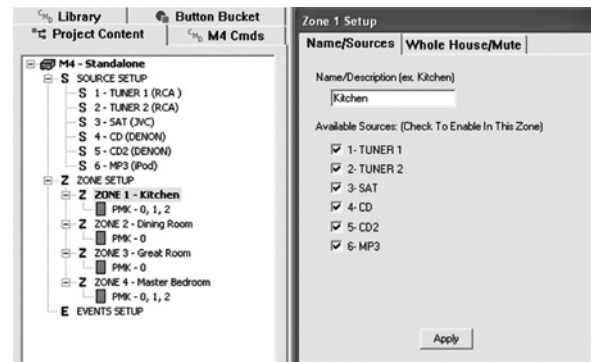 Library
Button Bucket
Project Content
M4 Cmds
M4 - Standalone
S SOURCE SETUP
S 1 - TUNER 1 (RCA )
S 2 - TUNER 2 (RCA)
S 3 - SAT (JVC)
S 4 - CD (DENON)
S 5 - CD2 (DENON)
S 6 - MP3 (iPod)
Z ZONE SETUP
Z ZONE 1 - Kitchen
PMK - 0, 1, 2
Z ZONE 2 - Dining Room
PMK - 0
Z ZONE 3 - Great Room
PMK - 0
Z ZONE 4 - Master Bedroom
PMK - 0, 1, 2
E EVENTS SETUP
Zone 1 Setup
Name/Sources
Whole House/Mute
Name/Description (ex. Kitchen)
Kitchen
Available Sources: (Check To Enable In This Zone)
1- TUNER 1
2- TUNER 2
3- SAT
4- CD
5- CD2
6- MP3
Apply